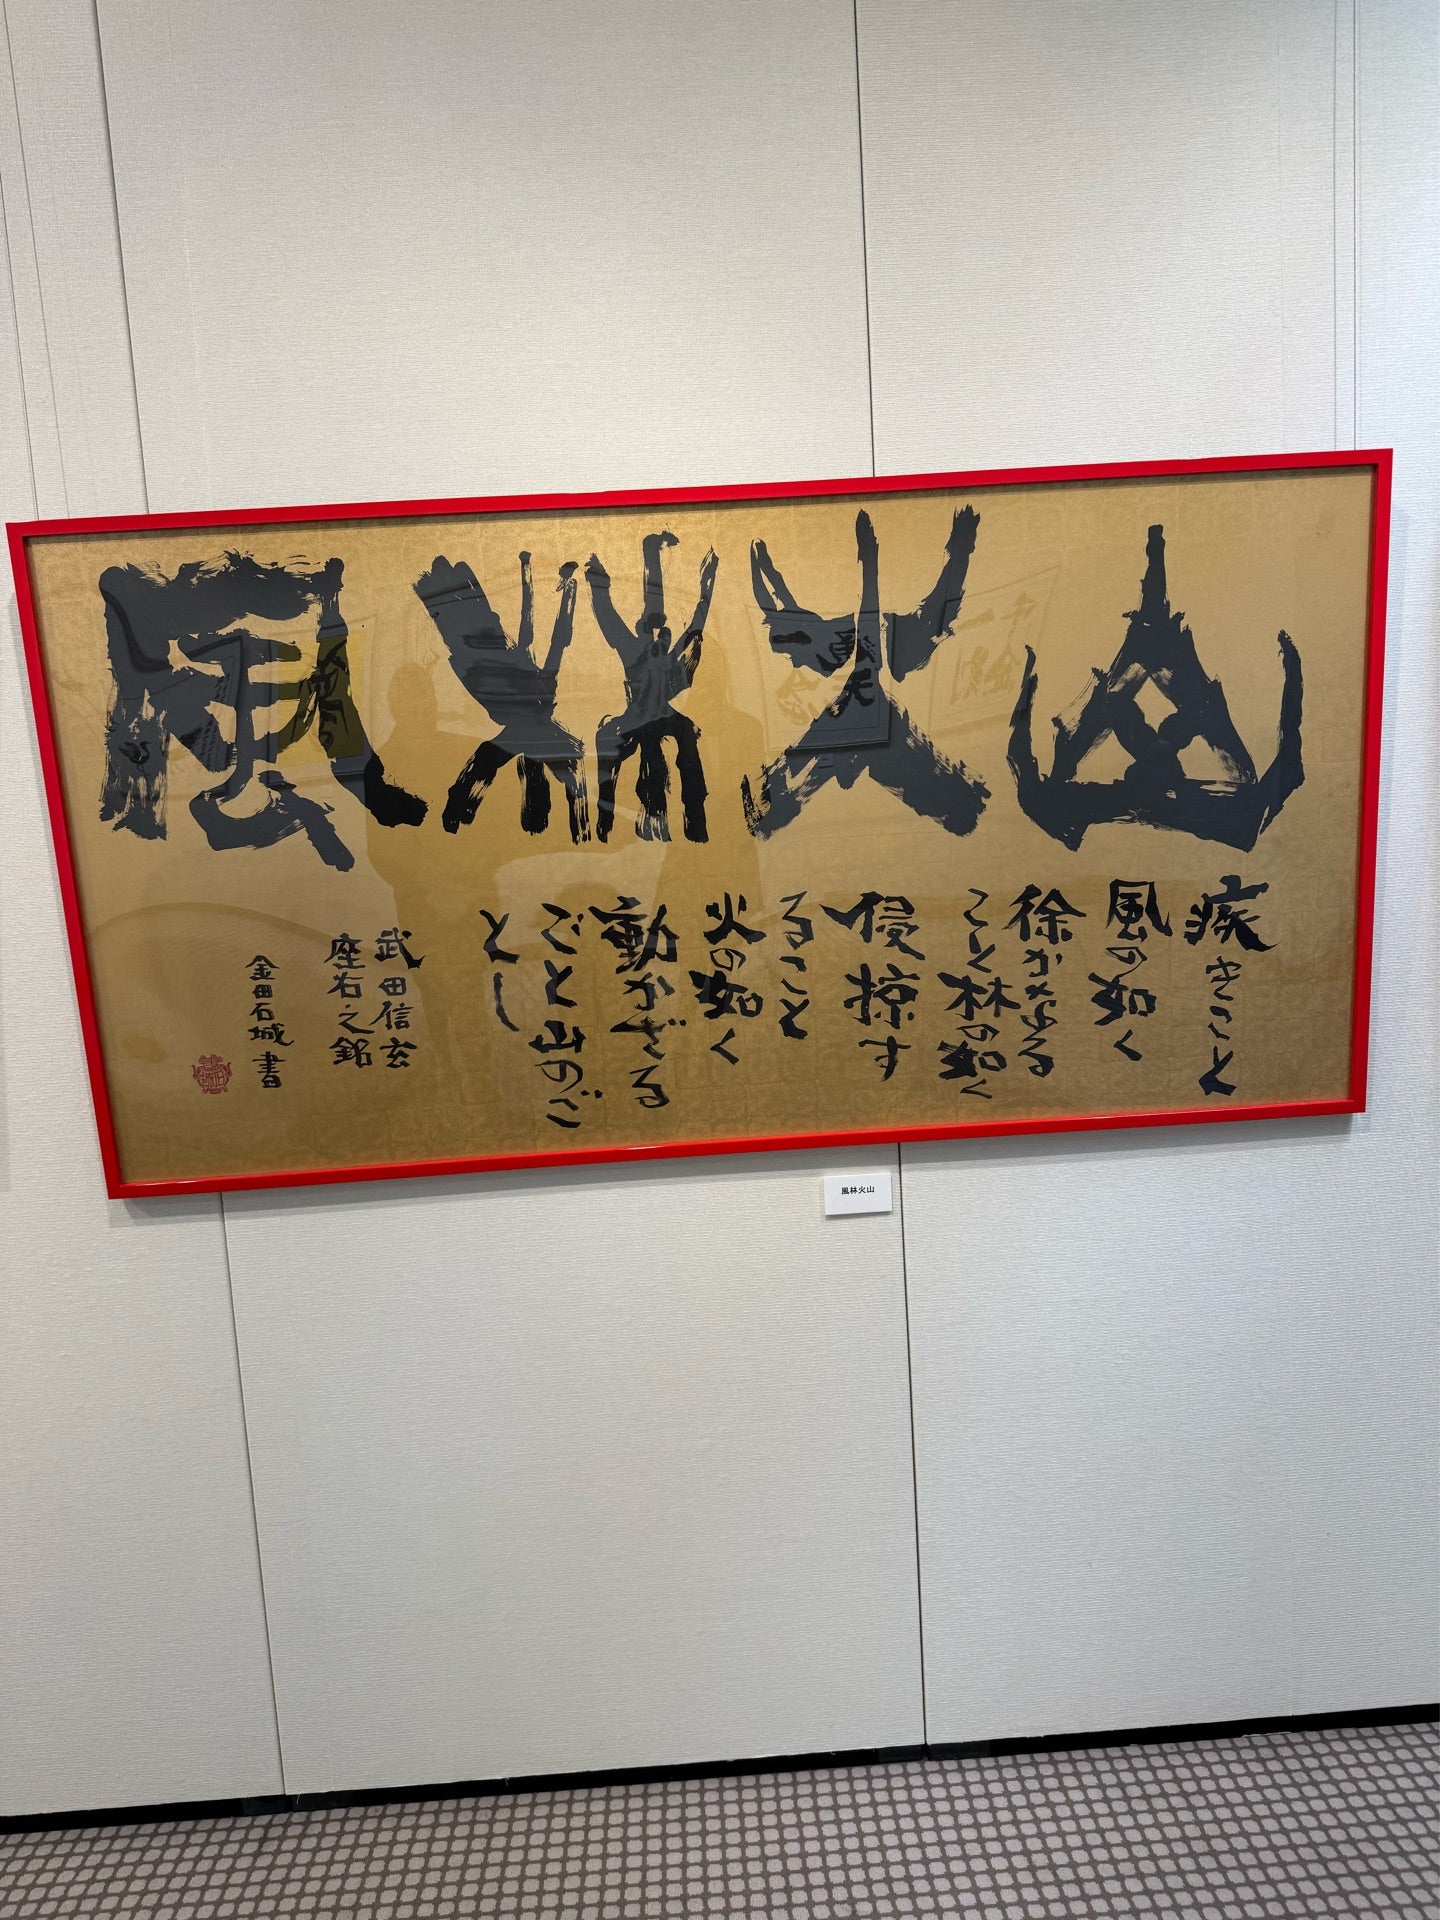 風林火山
疾きこと
風の如く
徐かなる
こと林の如く
侵掠す
ること
火の如く
動かざる
ごと山のご
とし
武田信玄
座右之銘
金田石城書
風林火山